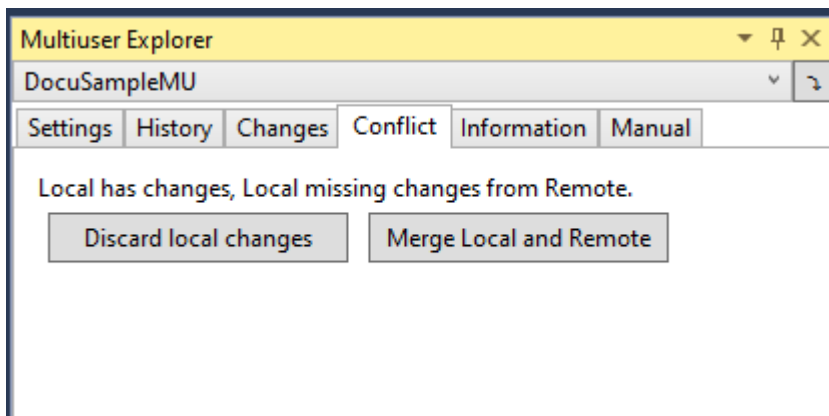 Multiuser Explorer
DocuSampleMU
Settings History Changes Conflict Information Manual
Local has changes, Local missing changes from Remote.
Discard local changes Merge Local and Remote